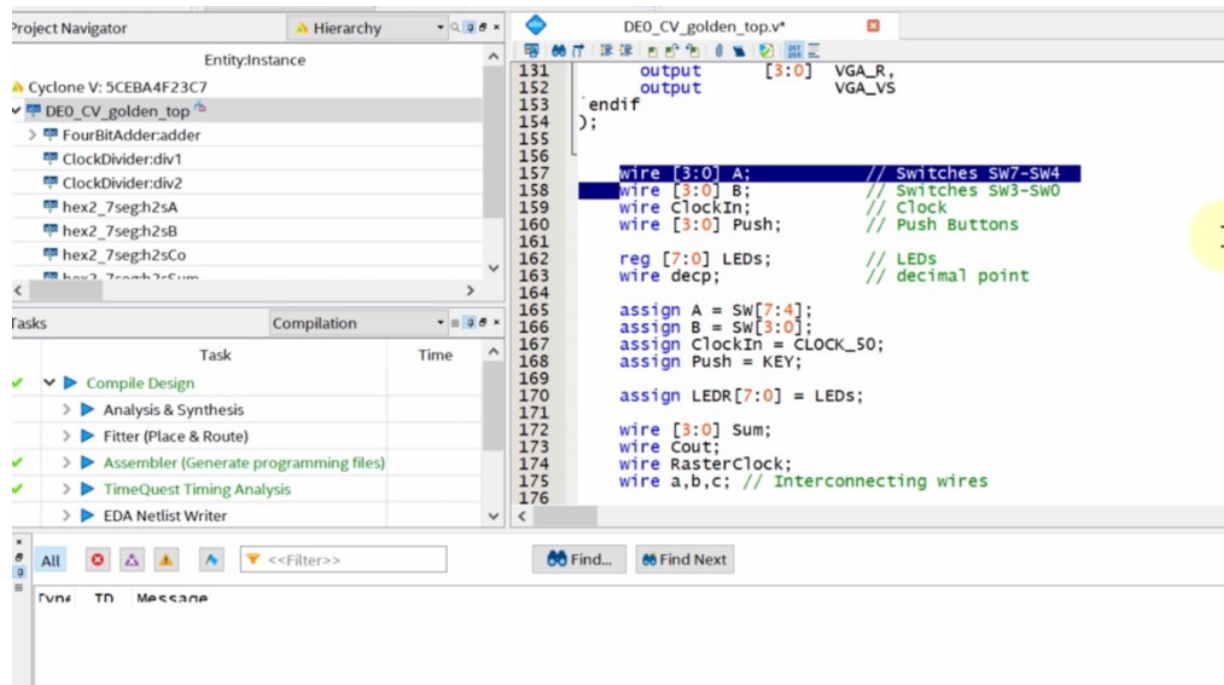 Project Navigator
Hierarchy
Entity:Instance
Cyclone V: 5CEBA4F23C7
DE0_CV_golden_top
FourBitAdder:adder
ClockDivider:div1
ClockDivider:div2
hex2_7seg:h2sA
hex2_7seg:h2sB
hex2_7seg:h2sCo
Tasks
Compilation
Task Time
Compile Design
Analysis & Synthesis
Fitter (Place & Route)
Assembler (Generate programming files)
TimeQuest Timing Analysis
EDA Netlist Writer
DE0_CV_golden_top.v*
131 output [3:0] VGA_R,
152 output VGA_VS
153 `endif
154 );
155
156
157 wire [3:0] A; // Switches SW7-SW4
158 wire [3:0] B; // Switches SW3-SW0
159 wire ClockIn; // Clock
160 wire [3:0] Push; // Push Buttons
161
162 reg [7:0] LEDs; // LEDs
163 wire decp; // decimal point
164
165 assign A = SW[7:4];
166 assign B = SW[3:0];
167 assign ClockIn = CLOCK_50;
168 assign Push = KEY;
169
170 assign LEDR[7:0] = LEDs;
171
172 wire [3:0] Sum;
173 wire Cout;
174 wire RasterClock;
175 wire a,b,c; // Interconnecting wires
176
All
<<Filter>>
Find...
Find Next
Type ID Message